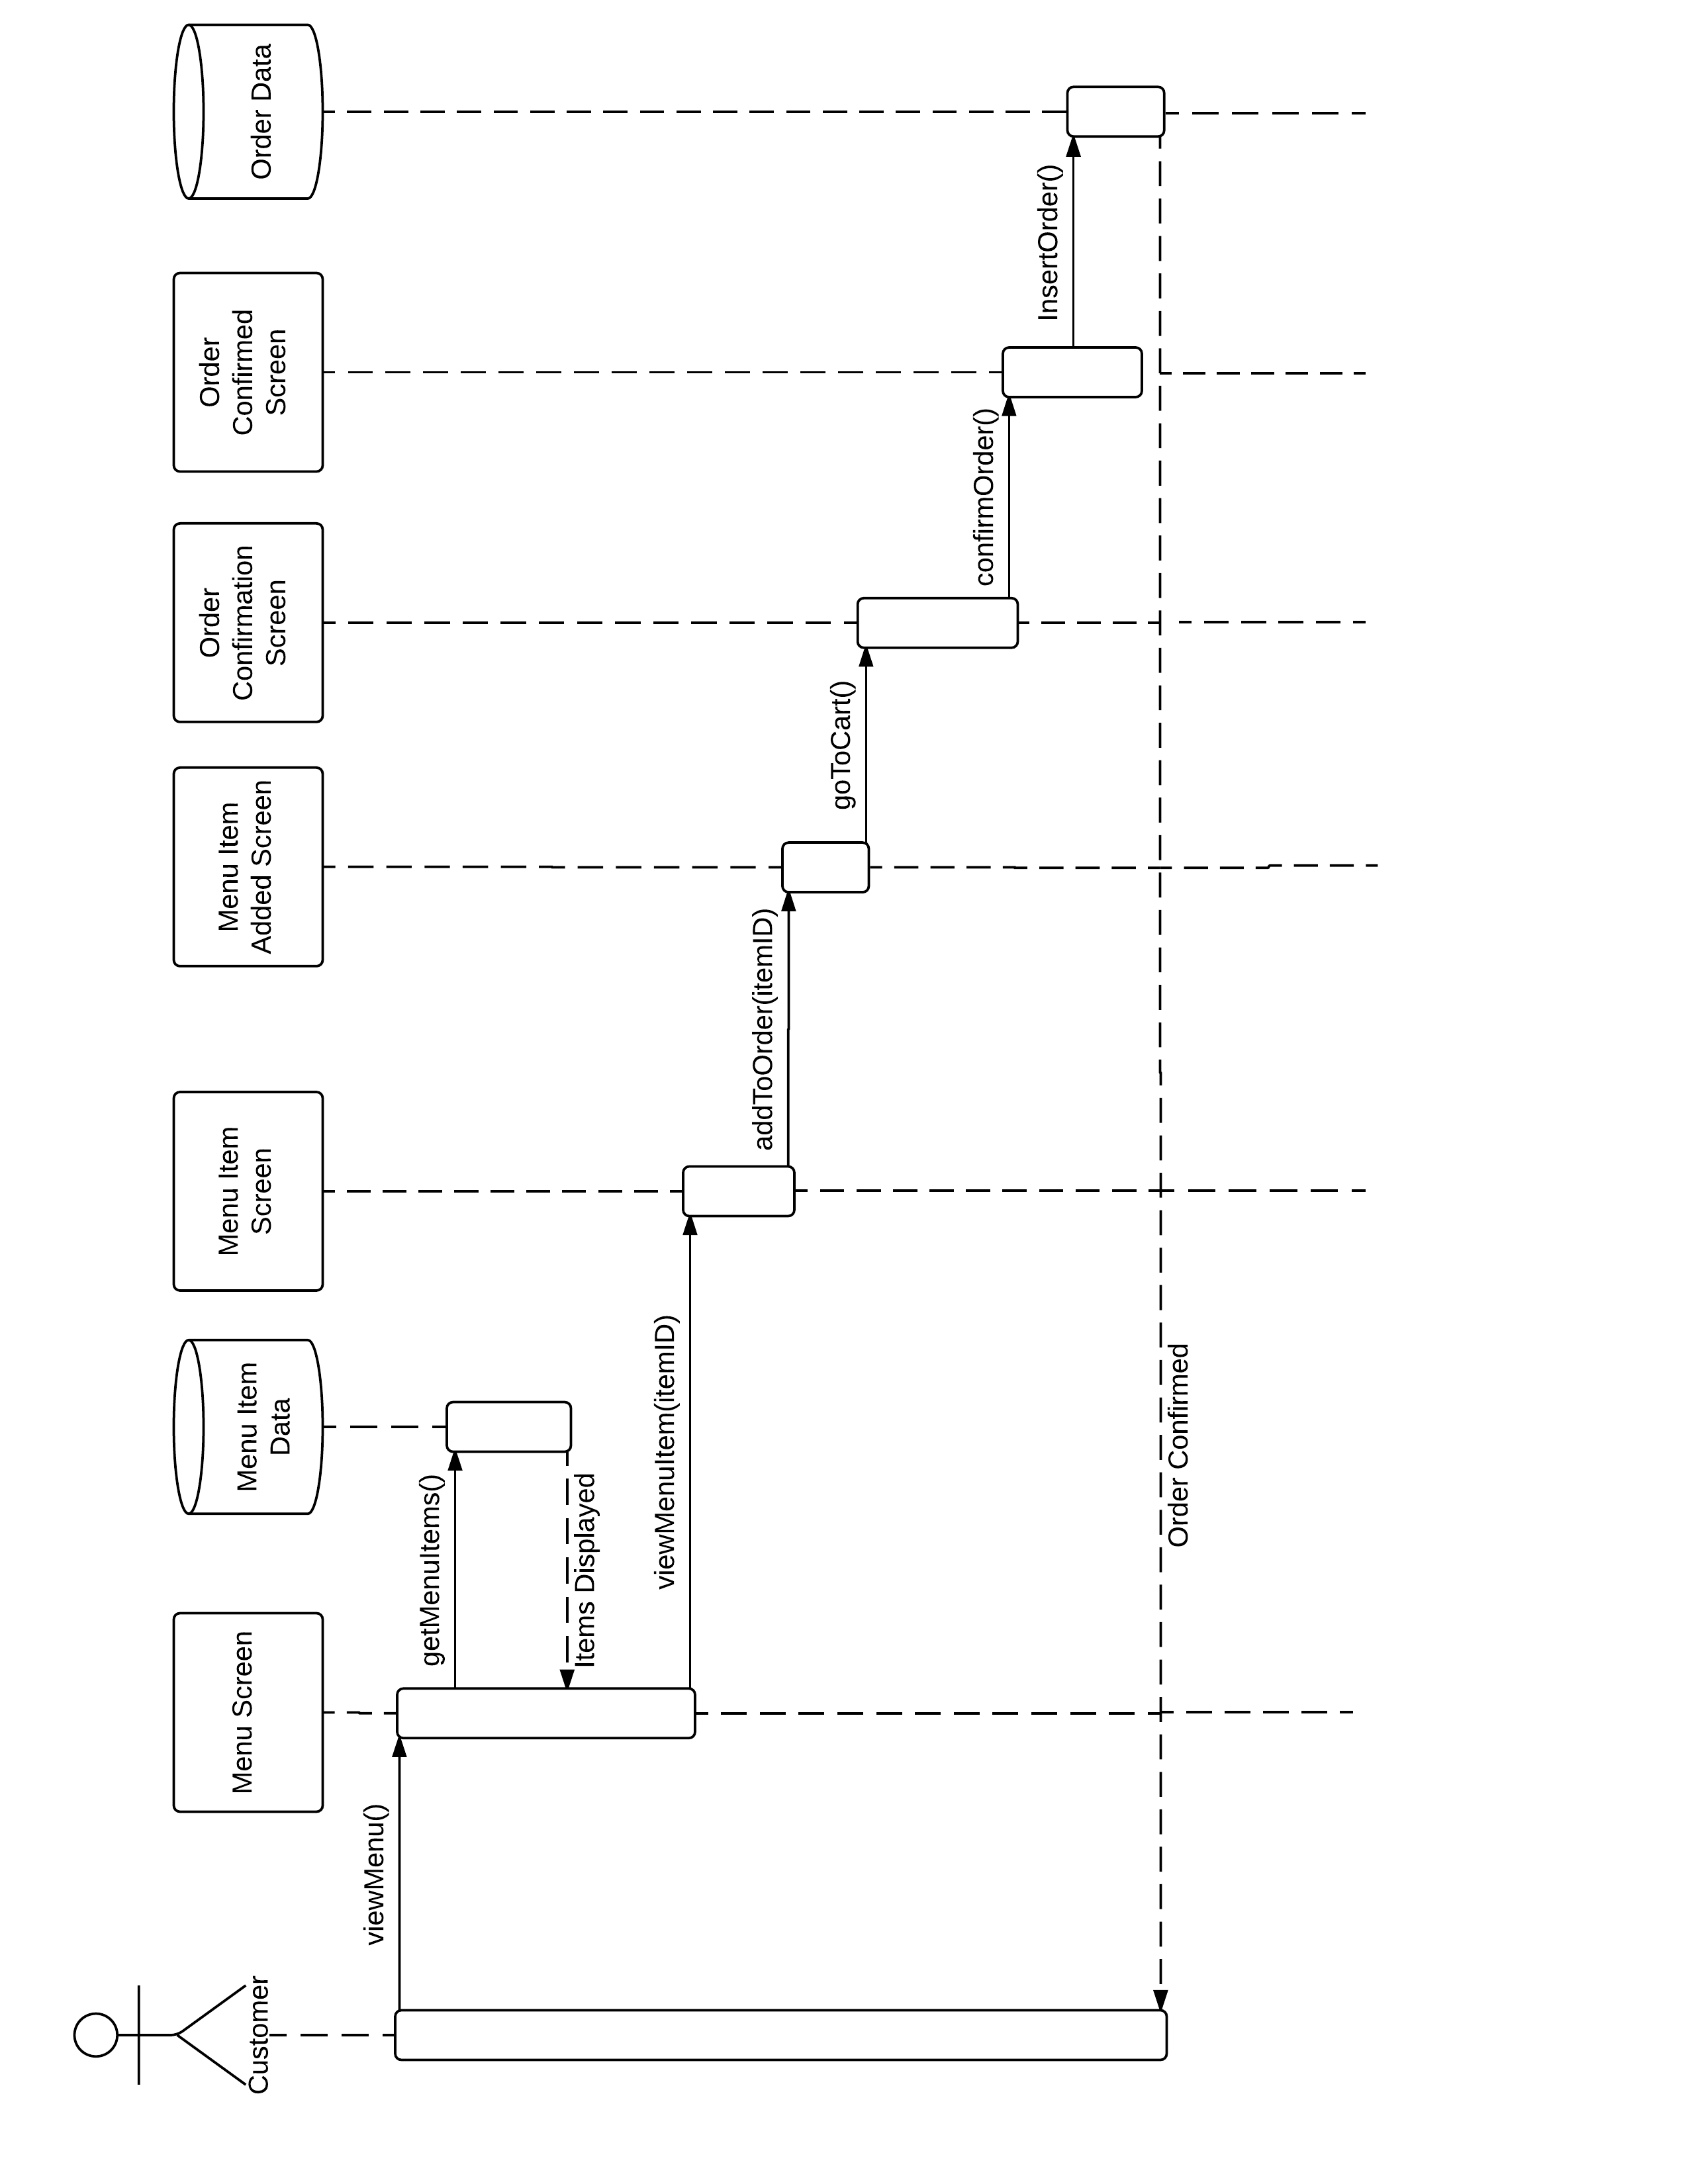 Customer
Menu Screen
Menu Item
Data
Menu Item
Screen
Menu Item
Added Screen
Order
Confirmation
Screen
Order
Confirmed
Screen
Order Data
viewMenu()
getMenuItems()
Items Displayed
viewMenuItem(itemID)
addToOrder(itemID)
goToCart()
confirmOrder()
InsertOrder()
Order Confirmed